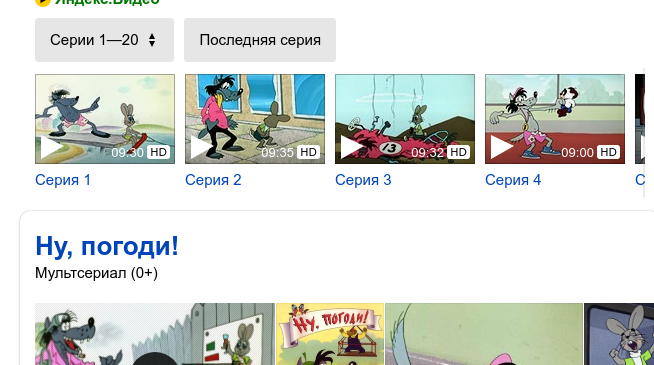 Яндекс.Видео
Серии 1—20
Последняя серия
09:30 HD
09:35 HD
13
09:32 HD
09:00 HD
Серия 1
Серия 2
Серия 3
Серия 4
С
Ну, погоди!
Мультсериал (0+)
Ну, погоди!